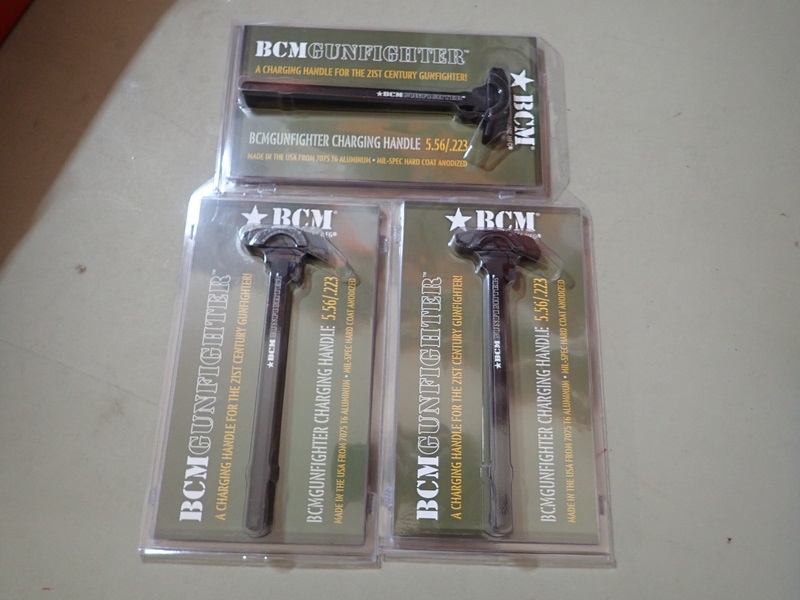 BCMGUNFIGHTER™
A CHARGING HANDLE FOR THE 21ST CENTURY GUNFIGHTER!
★BCMGUNFIGHTER™
★BCM
BCMGUNFIGHTER CHARGING HANDLE 5.56/.223
MADE IN THE USA FROM 7075 T6 ALUMINUM • MIL-SPEC HARD COAT ANODIZED
★BCM®
BCMGUNFIGHTER™
A CHARGING HANDLE FOR THE 21ST CENTURY GUNFIGHTER!
★BCMGUNFIGHTER
BCMGUNFIGHTER CHARGING HANDLE 5.56/.223
MADE IN THE USA FROM 7075 T6 ALUMINUM • MIL-SPEC HARD COAT ANODIZED
★BCM®
BCMGUNFIGHTER™
A CHARGING HANDLE FOR THE 21ST CENTURY GUNFIGHTER!
★BCMGUNFIGHTER
BCMGUNFIGHTER CHARGING HANDLE 5.56/.223
MADE IN THE USA FROM 7075 T6 ALUMINUM • MIL-SPEC HARD COAT ANODIZED